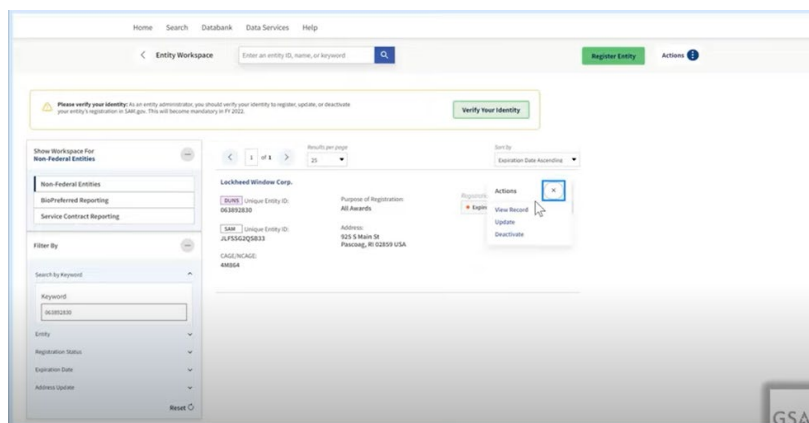 Home Search Databank Data Services Help
Entity Workspace
Enter an entity ID, name, or keyword
Register Entity
Actions
Please verify your identity: As an entity administrator, you should verify your identity to register, update, or deactivate
your entity's registration in SAM.gov. This will become mandatory in FY 2022.
Verify Your Identity
Show Workspace For
Non-Federal Entities
Non-Federal Entities
BioPreferred Reporting
Service Contract Reporting
Filter By
Search by Keyword
Keyword
063892830
Entity
Registration Status
Expiration Date
Address Update
Reset
1 of 1
Results per page
25
Sort by
Expiration Date Ascending
Lockheed Window Corp.
DUNS Unique Entity ID:
063892830
SAM Unique Entity ID:
JLFSSG2QSB33
CAGE/NCAGE:
4M8G4
Purpose of Registration:
All Awards
Address:
925 S Main St
Pascoag, RI 02859 USA
Actions
View Record
Update
Deactivate
GSA